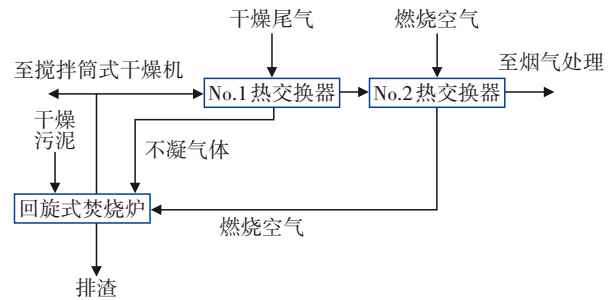 干燥尾气
燃烧空气
至搅拌筒式干燥机
至烟气处理
No.1热交换器
No.2热交换器
干燥
污泥
不凝气体
回旋式焚烧炉
燃烧空气
排渣